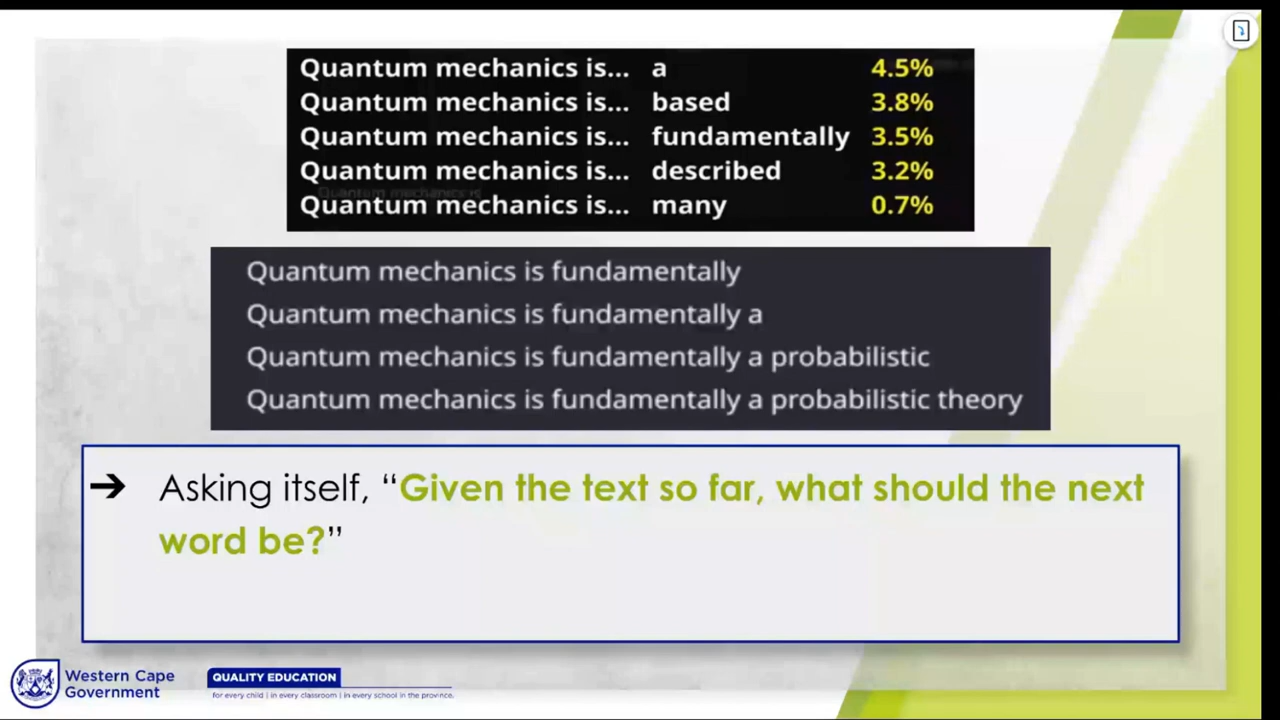 Quantum mechanics is... a 4.5%
Quantum mechanics is... based 3.8%
Quantum mechanics is... fundamentally 3.5%
Quantum mechanics is... described 3.2%
Quantum mechanics is
Quantum mechanics is... many 0.7%
Quantum mechanics is fundamentally
Quantum mechanics is fundamentally a
Quantum mechanics is fundamentally a probabilistic
Quantum mechanics is fundamentally a probabilistic theory
➔ Asking itself, “Given the text so far, what should the next
word be?”
Western Cape
Government
QUALITY EDUCATION
for every child | in every classroom | in every school in the province.